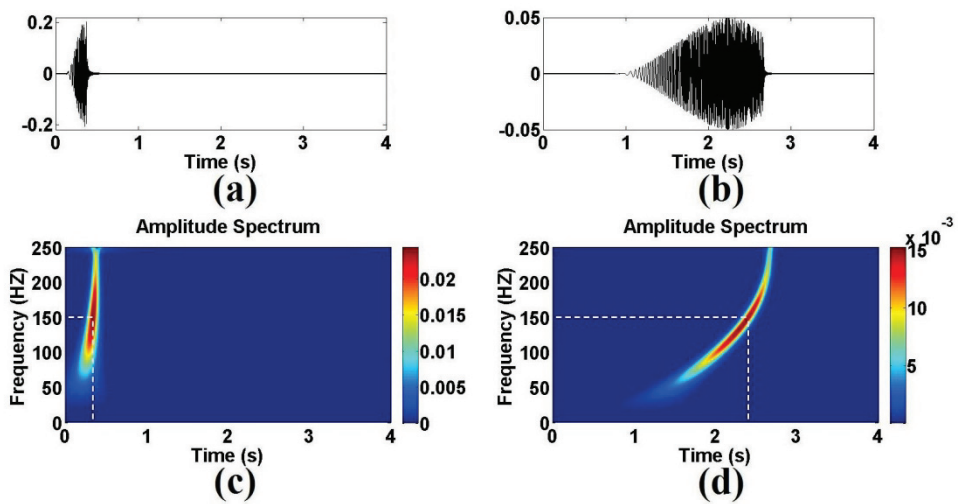 0.2
0
-0.2
0 1 2 3 4
Time (s)
(a)
0.05
0
-0.05
0 1 2 3 4
Time (s)
(b)
Amplitude Spectrum
250
200
150
100
50
0
Frequency (HZ)
0 1 2 3 4
Time (s)
0.02
0.015
0.01
0.005
0
(c)
Amplitude Spectrum
x 10⁻³
250
200
150
100
50
0
Frequency (HZ)
0 1 2 3 4
Time (s)
15
10
5
(d)